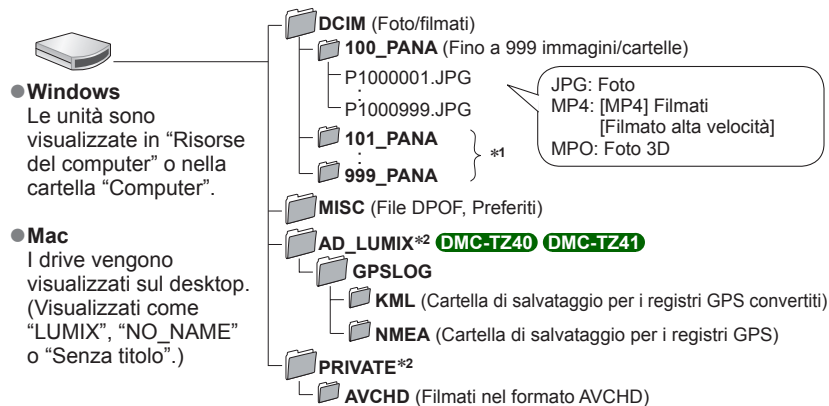 ●Windows
Le unità sono
visualizzate in “Risorse
del computer” o nella
cartella “Computer”.
●Mac
I drive vengono
visualizzati sul desktop.
(Visualizzati come
“LUMIX”, “NO_NAME”
o “Senza titolo”.)
DCIM (Foto/filmati)
100_PANA (Fino a 999 immagini/cartelle)
P1000001.JPG
P1000999.JPG
JPG: Foto
MP4: [MP4] Filmati
[Filmato alta velocità]
MPO: Foto 3D
101_PANA
*1
999_PANA
MISC (File DPOF, Preferiti)
AD_LUMIX*2 DMC-TZ40 DMC-TZ41
GPSLOG
KML (Cartella di salvataggio per i registri GPS convertiti)
NMEA (Cartella di salvataggio per i registri GPS)
PRIVATE*2
AVCHD (Filmati nel formato AVCHD)